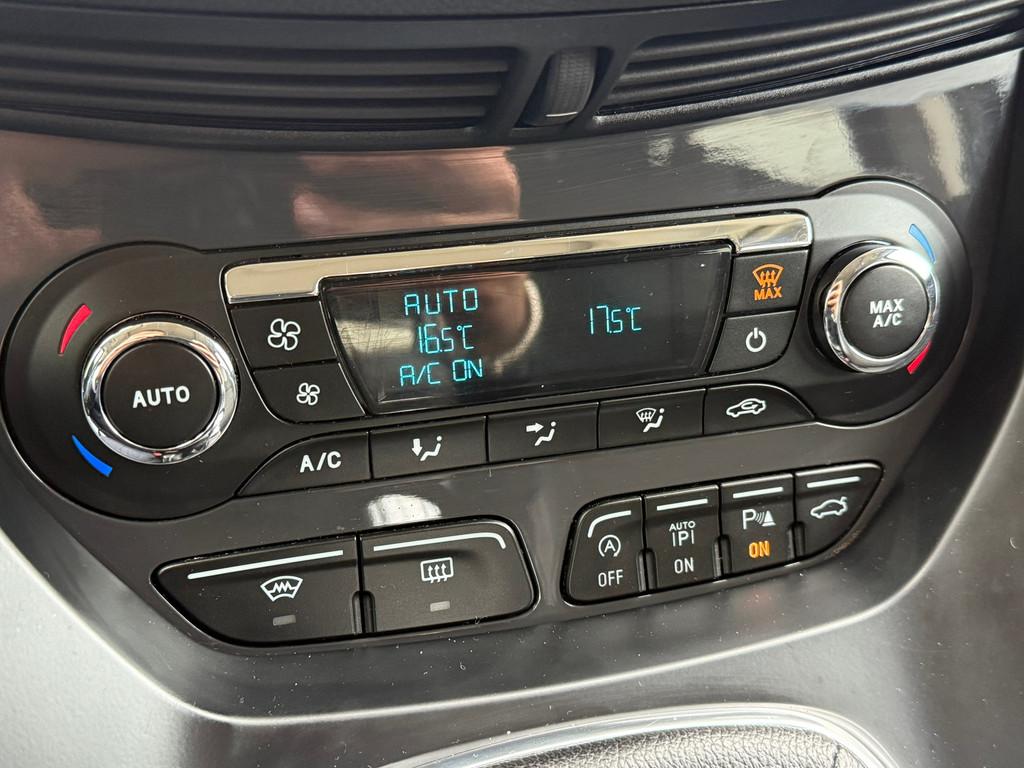 AUTO
16.5°C
17.5°C
A/C ON
MAX
MAX
A/C
AUTO
A/C
OFF
AUTO
P
ON
P
ON